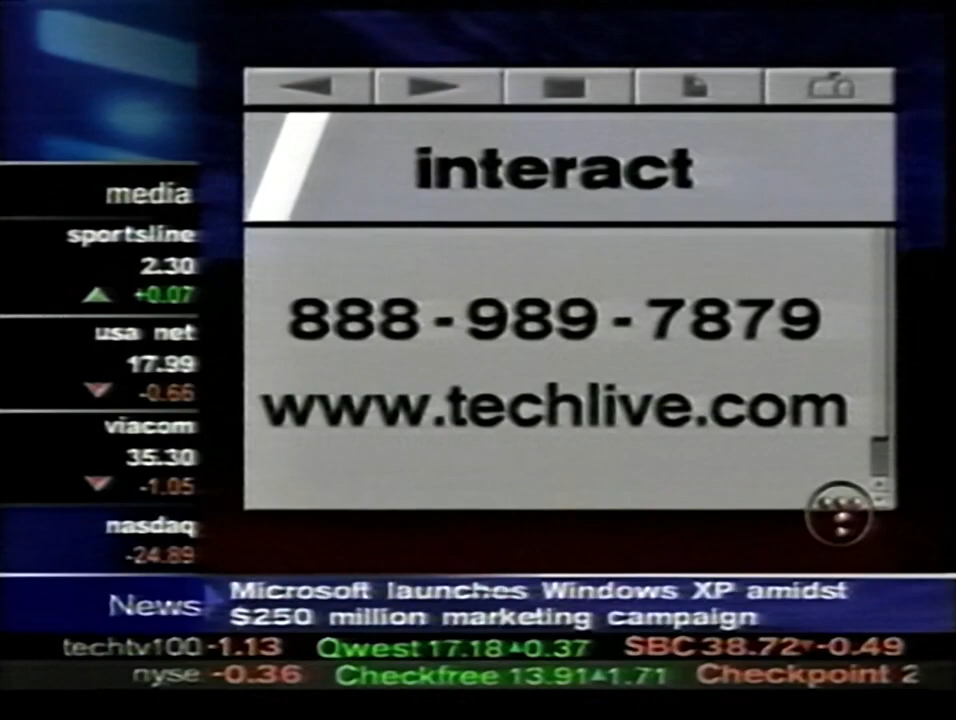 interact
888-989-7879
www.techlive.com
media
sportsline
2.30
+0.07
usa net
17.99
-0.66
viacom
35.30
-1.05
nasdaq
-24.89
News
Microsoft launches Windows XP amidst
$250 million marketing campaign
techtv100 -1.13 Qwest 17.18 0.37 SBC 38.72 -0.49
nyse -0.36 Checkfree 13.91 1.71 Checkpoint 2